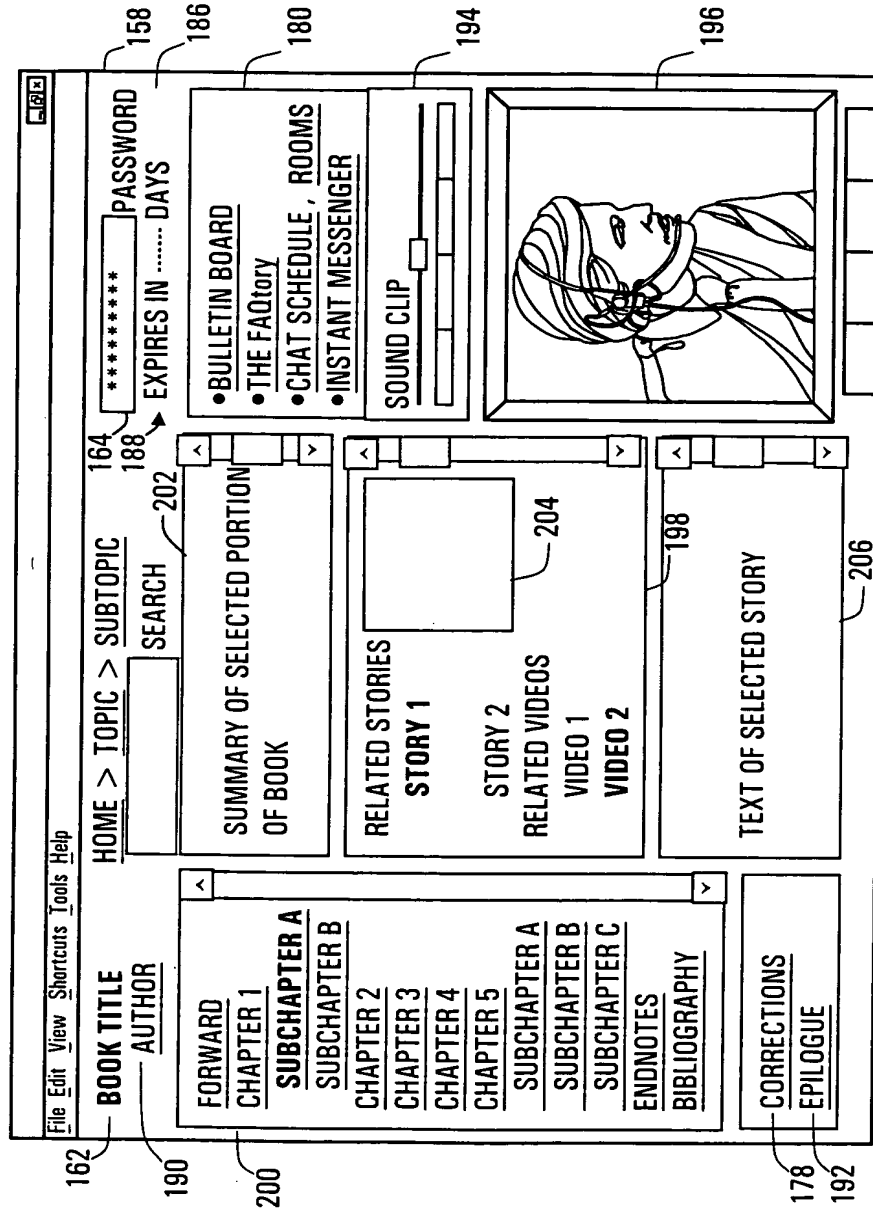 File Edit View Shortcuts Tools Help
162
BOOK TITLE
190
AUTHOR
HOME > TOPIC > SUBTOPIC
SEARCH
164
********** PASSWORD
158
188
EXPIRES IN ........ DAYS
186
200
FORWARD
CHAPTER 1
SUBCHAPTER A
SUBCHAPTER B
CHAPTER 2
CHAPTER 3
CHAPTER 4
CHAPTER 5
SUBCHAPTER A
SUBCHAPTER B
SUBCHAPTER C
ENDNOTES
BIBLIOGRAPHY
178
CORRECTIONS
192
EPILOGUE
202
SUMMARY OF SELECTED PORTION
OF BOOK
RELATED STORIES
STORY 1
STORY 2
RELATED VIDEOS
VIDEO 1
VIDEO 2
204
198
TEXT OF SELECTED STORY
206
•BULLETIN BOARD
•THE FAQtory
•CHAT SCHEDULE, ROOMS
•INSTANT MESSENGER
180
SOUND CLIP
194
196